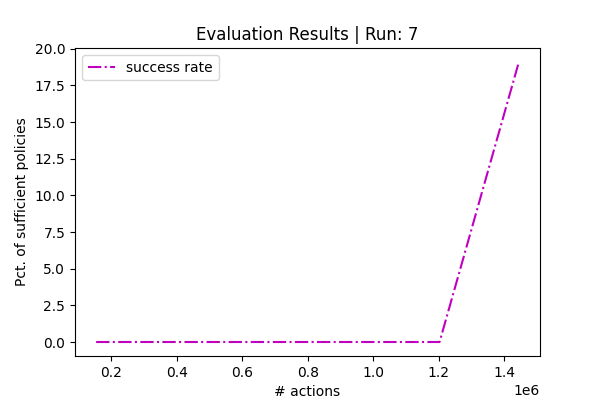 Evaluation Results | Run: 7
success rate
Pct. of sufficient policies
20.0
17.5
15.0
12.5
10.0
7.5
5.0
2.5
0.0
0.2 0.4 0.6 0.8 1.0 1.2 1.4
1e6
# actions